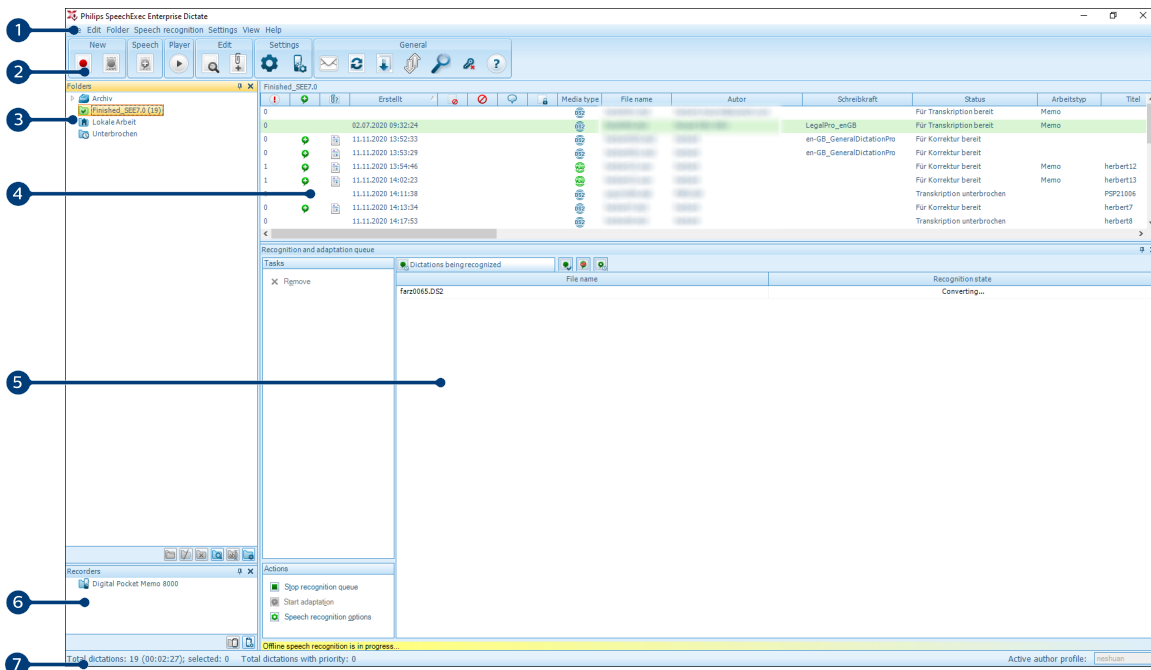 Philips SpeechExec Enterprise Dictate
1
Edit Folder Speech recognition Settings View Help
New Speech Player Edit Settings General
2
Folders
Finished_SEE7.0
Archiv
Finished_SEE7.0 (19)
3
Lokale Arbeit
Unterbrochen
Erstellt Media type File name Autor Schreibkraft Status Arbeitstyp Titel
0 DS2 Für Transkription bereit Memo
0 02.07.2020 09:32:24 DS2 LegalPro_enGB Für Transkription bereit Memo
0 11.11.2020 13:52:33 DS2 en-GB_GeneralDictationPro Für Korrektur bereit
0 11.11.2020 13:53:29 DS2 en-GB_GeneralDictationPro Für Korrektur bereit
1 11.11.2020 13:54:46 Für Korrektur bereit Memo herbert12
1 11.11.2020 14:02:23 Für Korrektur bereit Memo herbert13
4
11.11.2020 14:11:38 DS2 Transkription unterbrochen PSP21006
0 11.11.2020 14:13:34 DS2 Für Korrektur bereit herbert7
0 11.11.2020 14:17:53 DS2 Transkription unterbrochen herbert8
Recognition and adaptation queue
Tasks
Dictations being recognized
Remove
File name Recognition state
farz0065.DS2 Converting...
5
Recorders
Digital Pocket Memo 8000
6
Actions
Stop recognition queue
Start adaptation
Speech recognition options
Offline speech recognition is in progress...
7
Total dictations: 19 (00:02:27); selected: 0 Total dictations with priority: 0 Active author profile: neshuan